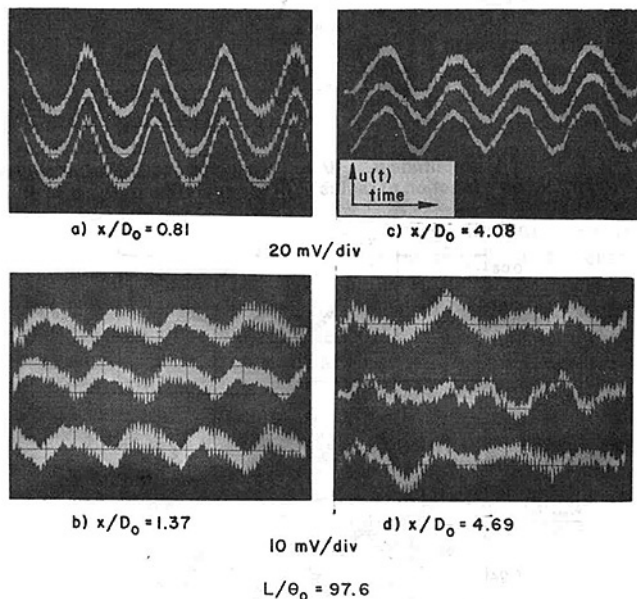 u(t)
time
a) x/D₀ = 0.81
c) x/D₀ = 4.08
20 mV/div
b) x/D₀ = 1.37
d) x/D₀ = 4.69
10 mV/div
L/θ₀ = 97.6